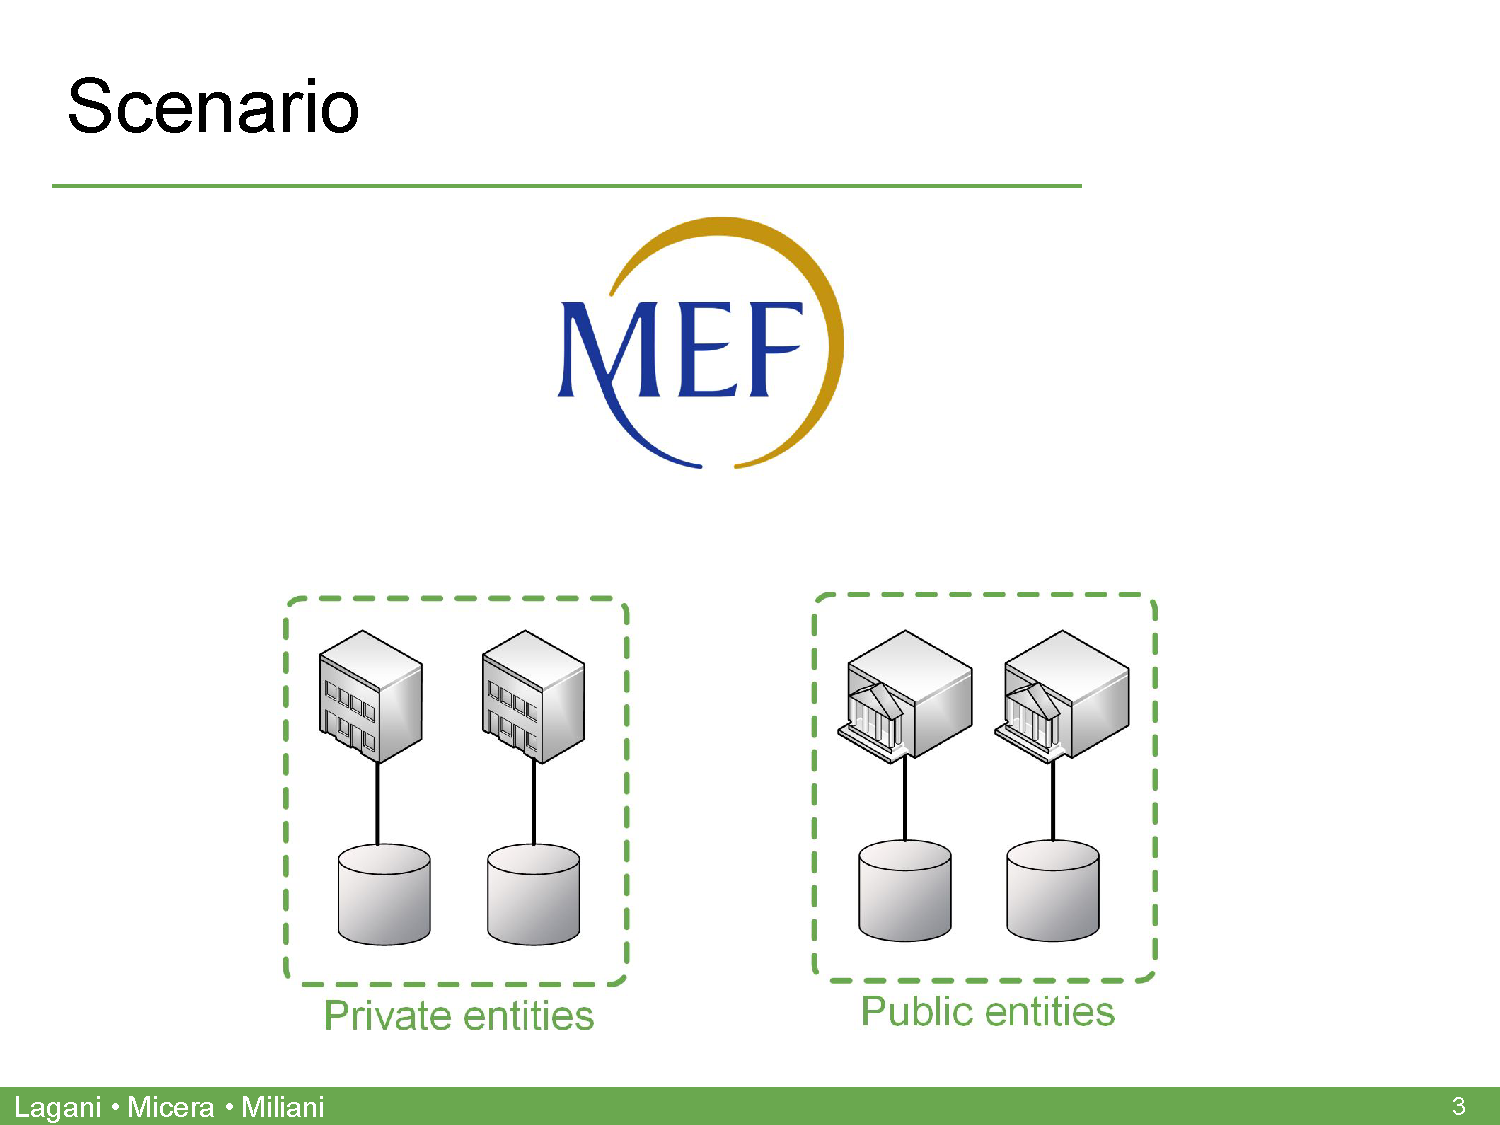 Scenario
MEF
Private entities
Public entities
Lagani • Micera • Miliani
3